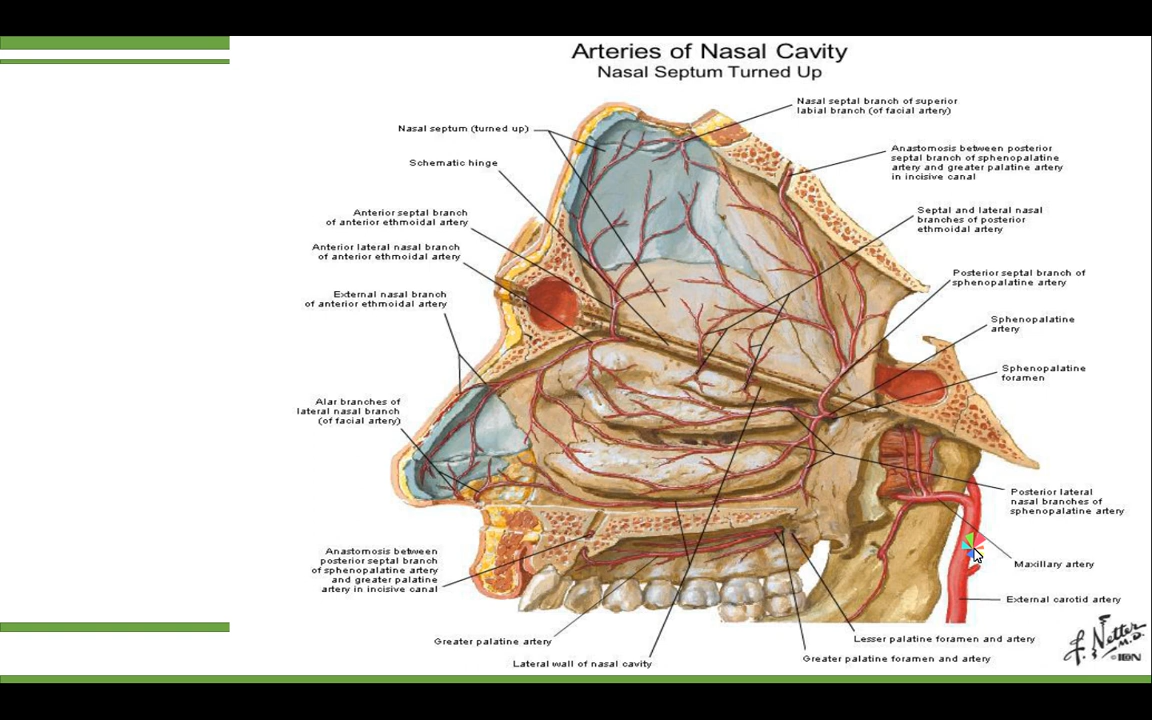 Arteries of Nasal Cavity
Nasal Septum Turned Up
Nasal septal branch of superior
labial branch (of facial artery)
Nasal septum (turned up)
Schematic hinge
Anastomosis between posterior
septal branch of sphenopalatine
artery and greater palatine artery
in incisive canal
Anterior septal branch
of anterior ethmoidal artery
Septal and lateral nasal
branches of posterior
ethmoidal artery
Anterior lateral nasal branch
of anterior ethmoidal artery
Posterior septal branch of
sphenopalatine artery
External nasal branch
of anterior ethmoidal artery
Sphenopalatine
artery
Sphenopalatine
foramen
Alar branches of
lateral nasal branch
(of facial artery)
Posterior lateral
nasal branches of
sphenopalatine artery
Anastomosis between
posterior septal branch
of sphenopalatine artery
and greater palatine
artery in incisive canal
Maxillary artery
External carotid artery
Greater palatine artery
Lesser palatine foramen and artery
Lateral wall of nasal cavity
Greater palatine foramen and artery
F. Netter
M.D.